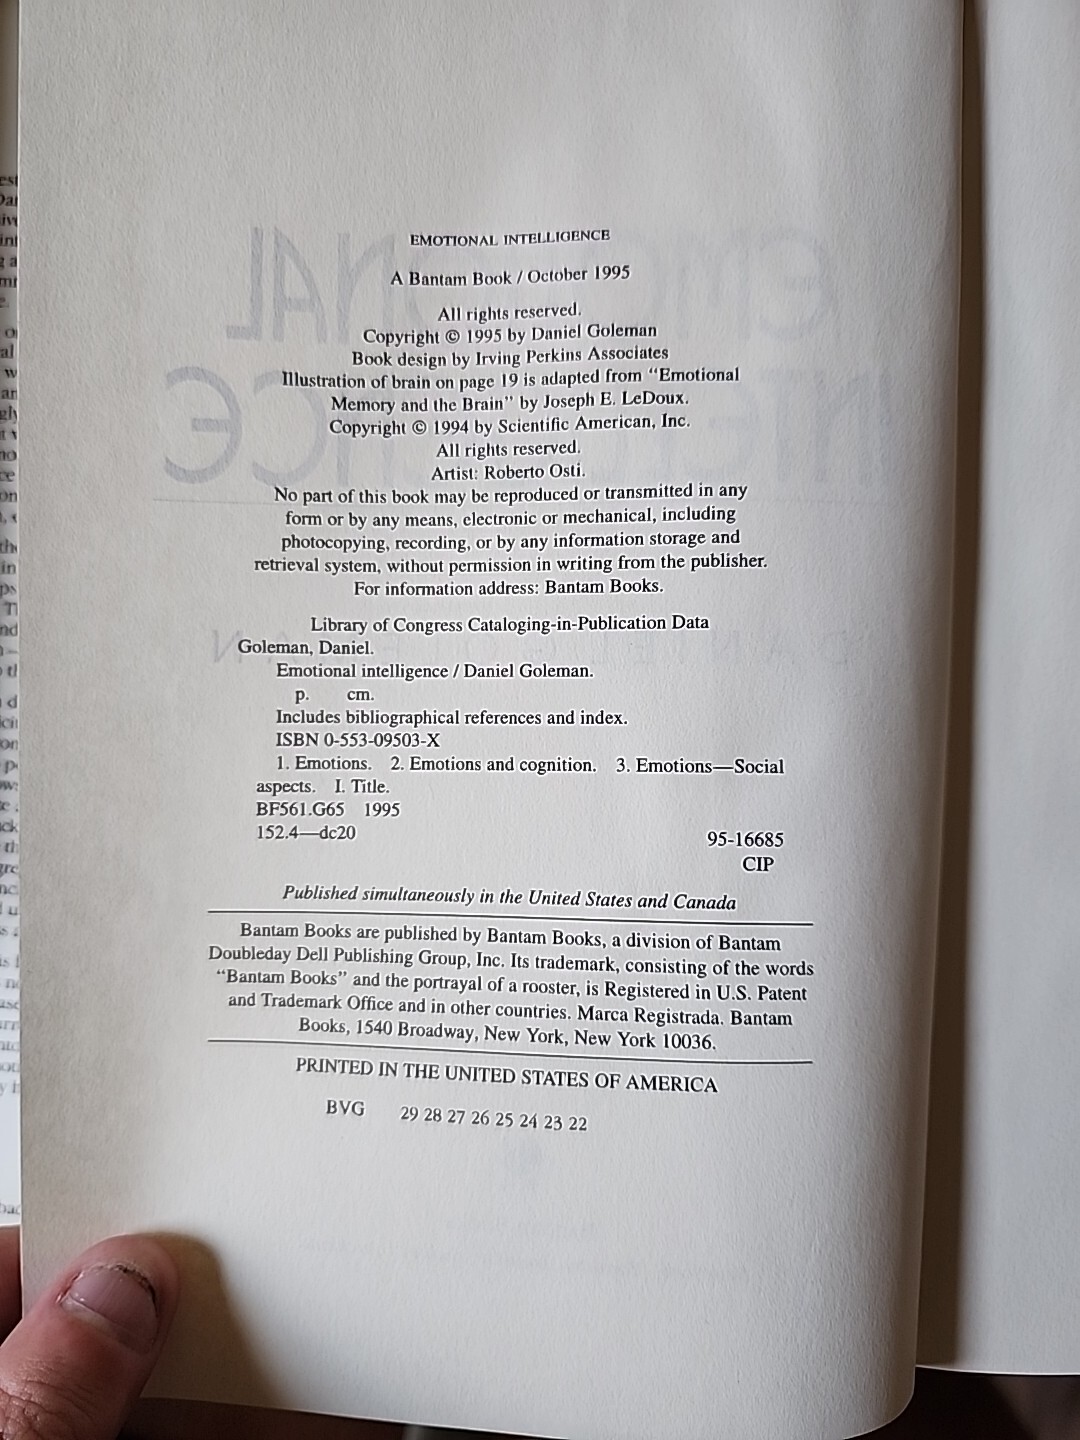 EMOTIONAL INTELLIGENCE
A Bantam Book / October 1995
All rights reserved.
Copyright © 1995 by Daniel Goleman
Book design by Irving Perkins Associates
Illustration of brain on page 19 is adapted from “Emotional
Memory and the Brain” by Joseph E. LeDoux.
Copyright © 1994 by Scientific American, Inc.
All rights reserved.
Artist: Roberto Osti.
No part of this book may be reproduced or transmitted in any
form or by any means, electronic or mechanical, including
photocopying, recording, or by any information storage and
retrieval system, without permission in writing from the publisher.
For information address: Bantam Books.
Library of Congress Cataloging-in-Publication Data
Goleman, Daniel.
Emotional intelligence / Daniel Goleman.
p. cm.
Includes bibliographical references and index.
ISBN 0-553-09503-X
1. Emotions. 2. Emotions and cognition. 3. Emotions—Social
aspects. I. Title.
BF561.G65 1995
152.4—dc20 95-16685
CIP
Published simultaneously in the United States and Canada
Bantam Books are published by Bantam Books, a division of Bantam
Doubleday Dell Publishing Group, Inc. Its trademark, consisting of the words
“Bantam Books” and the portrayal of a rooster, is Registered in U.S. Patent
and Trademark Office and in other countries. Marca Registrada. Bantam
Books, 1540 Broadway, New York, New York 10036.
PRINTED IN THE UNITED STATES OF AMERICA
BVG 29 28 27 26 25 24 23 22